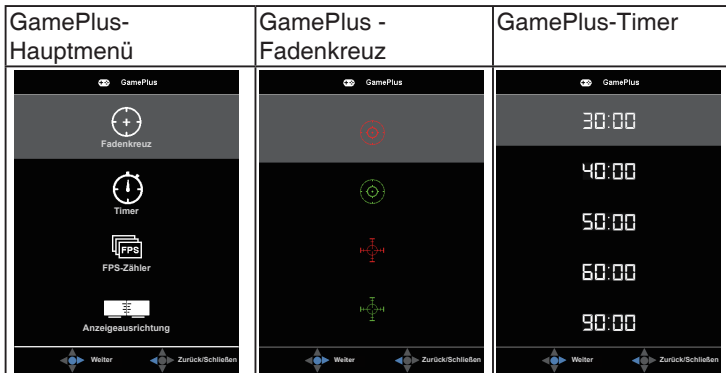 GamePlus-
Hauptmenü
GamePlus -
Fadenkreuz
GamePlus-Timer
GamePlus
Fadenkreuz
Timer
FPS
FPS-Zähler
Anzeigeausrichtung
Weiter Zurück/Schließen
GamePlus
Weiter Zurück/Schließen
GamePlus
30:00
40:00
50:00
60:00
90:00
Weiter Zurück/Schließen